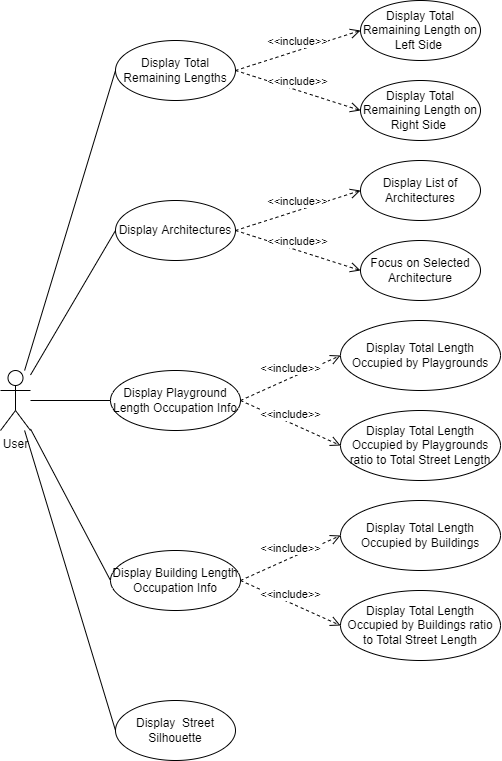 Display Total
Remaining Length on
Left Side
<<include>>
Display Total
Remaining Lengths
<<include>>
Display Total
Remaining Length on
Right Side
Display List of
Architectures
<<include>>
Display Architectures
<<include>>
Focus on Selected
Architecture
Display Total Length
Occupied by Playgrounds
<<include>>
Display Playground
Length Occupation Info
<<include>>
Display Total Length
Occupied by Playgrounds
ratio to Total Street Length
User
Display Total Length
Occupied by Buildings
<<include>>
Display Building Length
Occupation Info
<<include>>
Display Total Length
Occupied by Buildings ratio
to Total Street Length
Display  Street
Silhouette